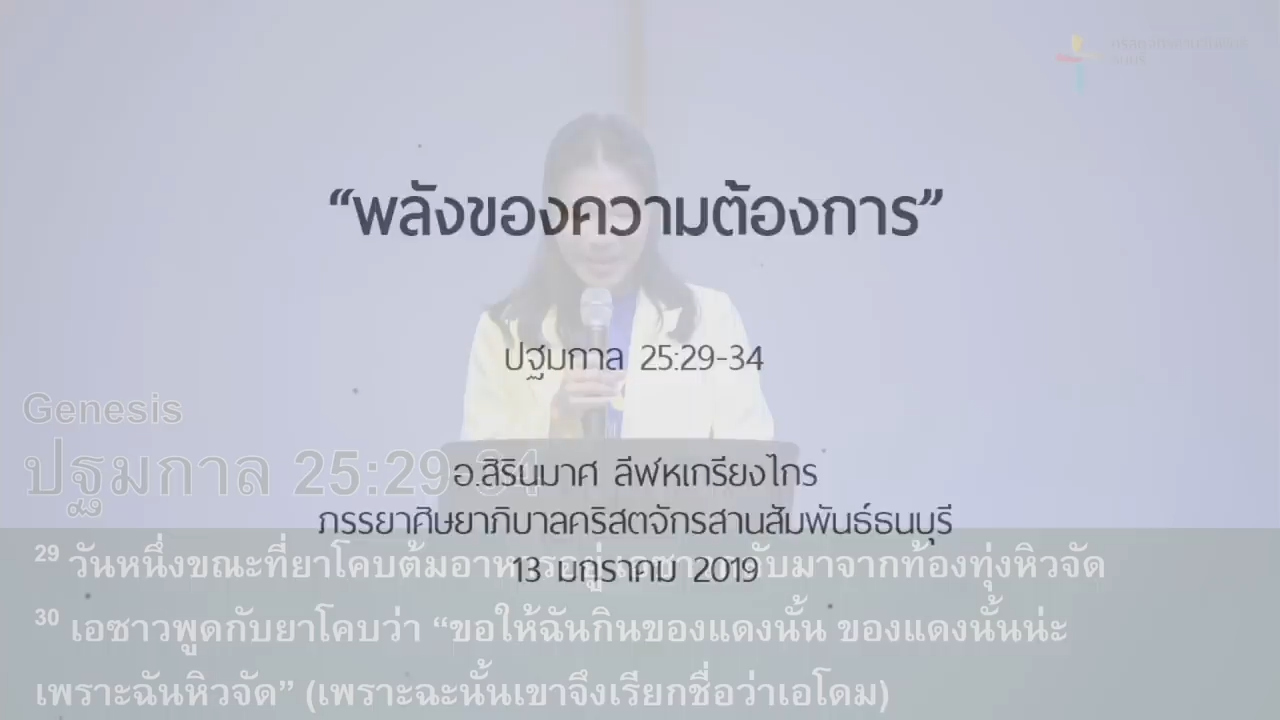 “พลังของความต้องการ”
ปฐมกาล 25:29-34
อ.สิรินมาศ ลีฬหเกรียงไกร
ภรรยาศิษยาภิบาลคริสตจักรสานสัมพันธ์ธนบุรี
13 มกราคม 2019
Genesis
ปฐมกาล 25:29-34
29 วันหนึ่งขณะที่ยาโคบต้มอาหารอยู่ เอซาวกลับมาจากท้องทุ่งหิวจัด
30 เอซาวพูดกับยาโคบว่า “ขอให้ฉันกินของแดงนั้น ของแดงนั้นน่ะ
เพราะฉันหิวจัด” (เพราะฉะนั้นเขาจึงเรียกชื่อว่าเอโดม)